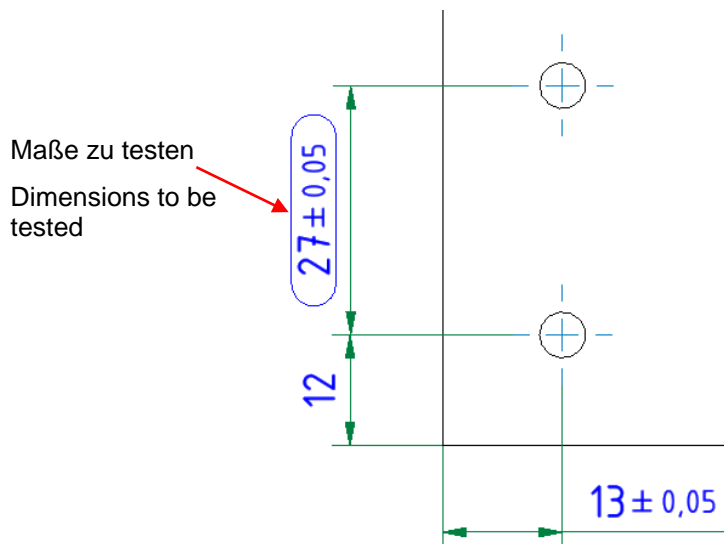 Maße zu testen
Dimensions to be
tested
27 ± 0,05
12
13 ± 0,05